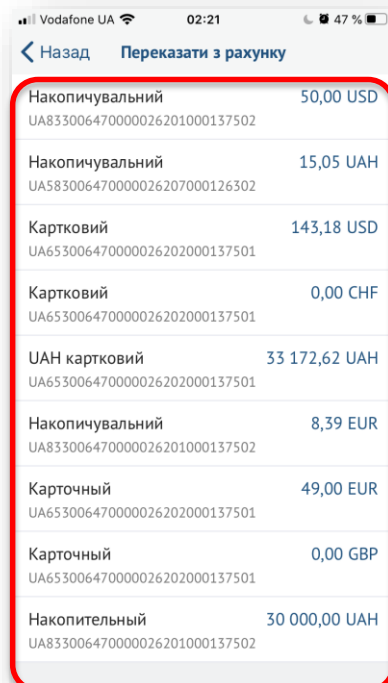 Vodafone UA 02:21 47 %
Назад Переказати з рахунку
Накопичувальний 50,00 USD
UA833006470000026201000137502
Накопичувальний 15,05 UAH
UA583006470000026207000126302
Картковий 143,18 USD
UA653006470000026202000137501
Картковий 0,00 CHF
UA653006470000026202000137501
UAH картковий 33 172,62 UAH
UA653006470000026202000137501
Накопичувальний 8,39 EUR
UA833006470000026201000137502
Карточный 49,00 EUR
UA653006470000026202000137501
Карточный 0,00 GBP
UA653006470000026202000137501
Накопительный 30 000,00 UAH
UA833006470000026201000137502